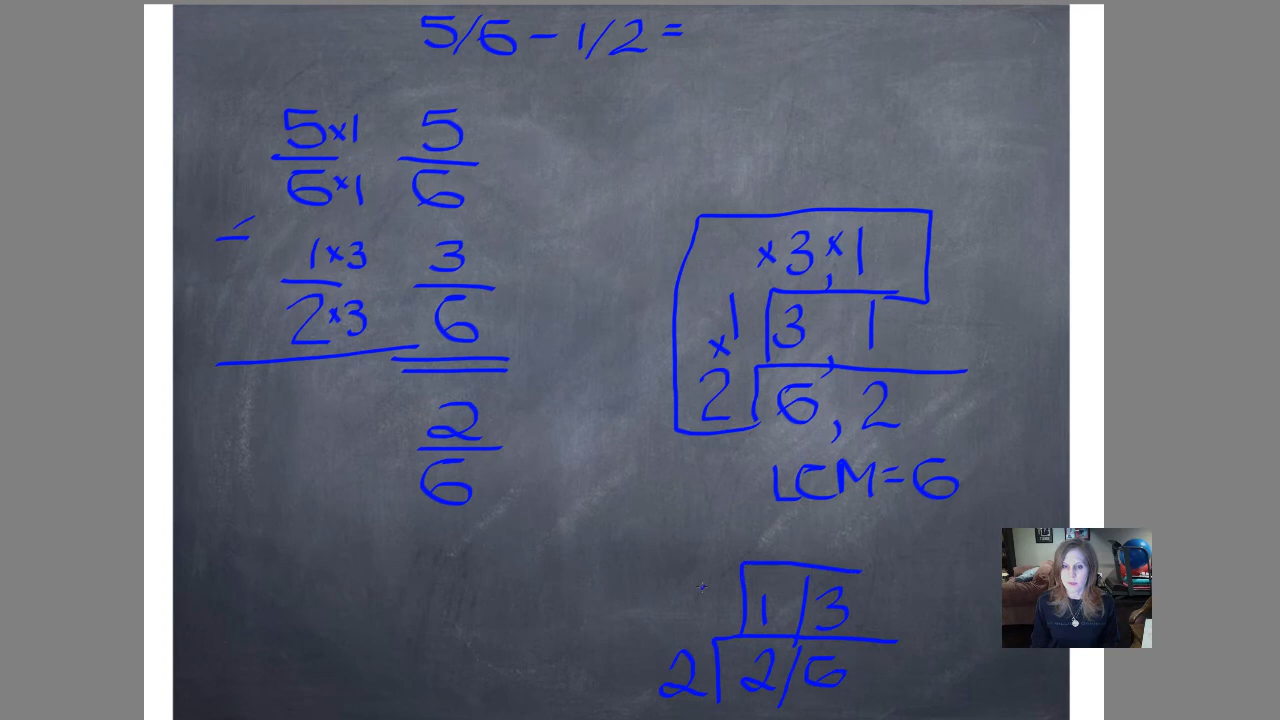 5/6 - 1/2 =
5 × 1 5
6 × 1 6
=
1 × 3 3
2 × 3 6
2
6
× 3, × 1
× 1 3, 1
2 6, 2
LCM = 6
1/3
2 2/6